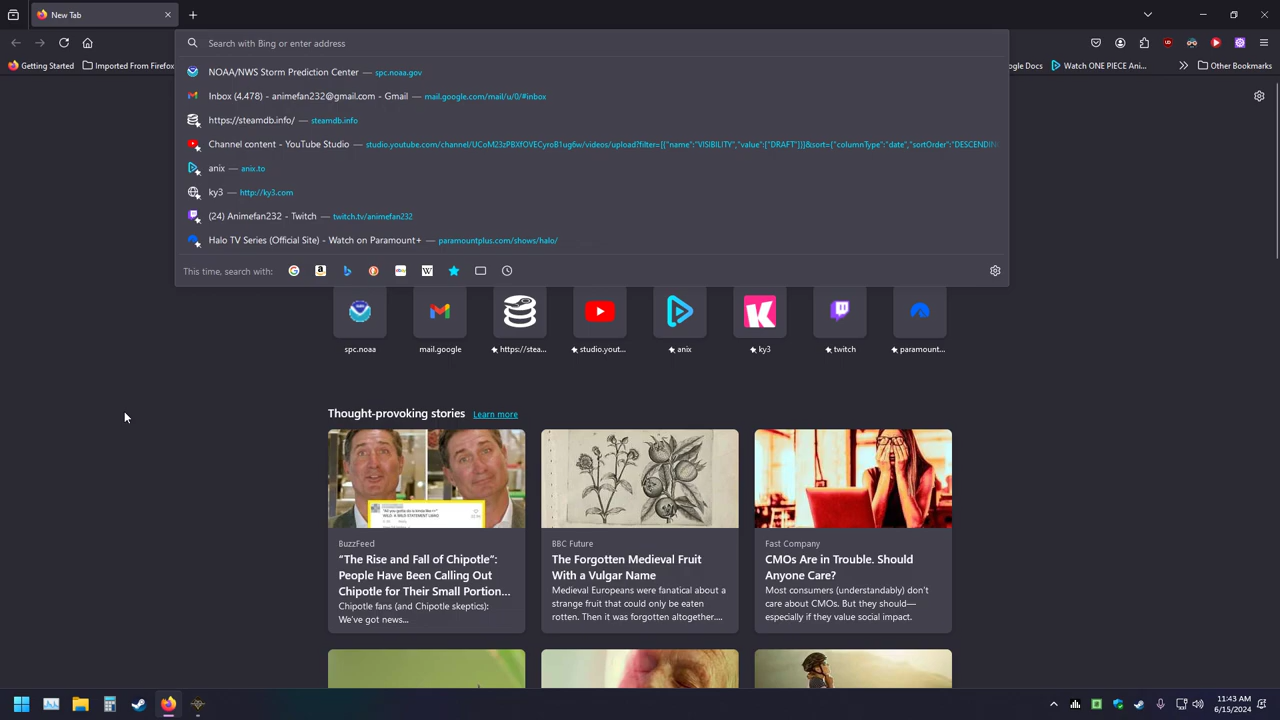 New Tab
Search with Bing or enter address
Getting Started
Imported From Firefox
Google Docs
Watch ONE PIECE Ani...
Other Bookmarks
NOAA/NWS Storm Prediction Center — spc.noaa.gov
Inbox (4,478) - animefan232@gmail.com - Gmail — mail.google.com/mail/u/0/#inbox
https://steamdb.info/ — steamdb.info
Channel content - YouTube Studio — studio.youtube.com/channel/UCoM23zPBXfOVECyroB1ug6w/videos/upload?filter=[{"name":"VISIBILITY","value":["DRAFT"]}]&sort={"columnType":"date","sortOrder":"DESCENDIN
anix — anix.to
ky3 — http://ky3.com
(24) Animefan232 - Twitch — twitch.tv/animefan232
Halo TV Series (Official Site) - Watch on Paramount+ — paramountplus.com/shows/halo/
This time, search with:
spc.noaa
mail.google
https://stea...
studio.yout...
anix
ky3
twitch
paramount...
Thought-provoking stories Learn more
BuzzFeed
“The Rise and Fall of Chipotle”:
People Have Been Calling Out
Chipotle for Their Small Portion...
Chipotle fans (and Chipotle skeptics):
We've got news...
BBC Future
The Forgotten Medieval Fruit
With a Vulgar Name
Medieval Europeans were fanatical about a
strange fruit that could only be eaten
rotten. Then it was forgotten altogether....
Fast Company
CMOs Are in Trouble. Should
Anyone Care?
Most consumers (understandably) don't
care about CMOs. But they should—
especially if they value social impact.
11:43 AM
6/15/2024